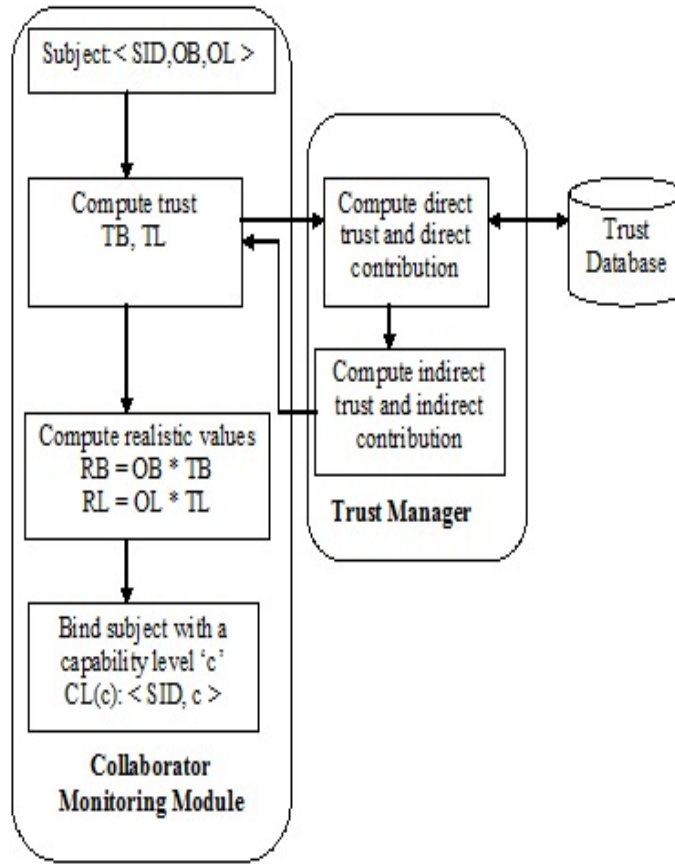 Subject:< SID,OB,OL >
Compute trust
TB, TL
Compute realistic values
RB = OB * TB
RL = OL * TL
Bind subject with a
capability level ‘c’
CL(c): < SID, c >
Collaborator
Monitoring Module
Compute direct
trust and direct
contribution
Compute indirect
trust and indirect
contribution
Trust Manager
Trust
Database